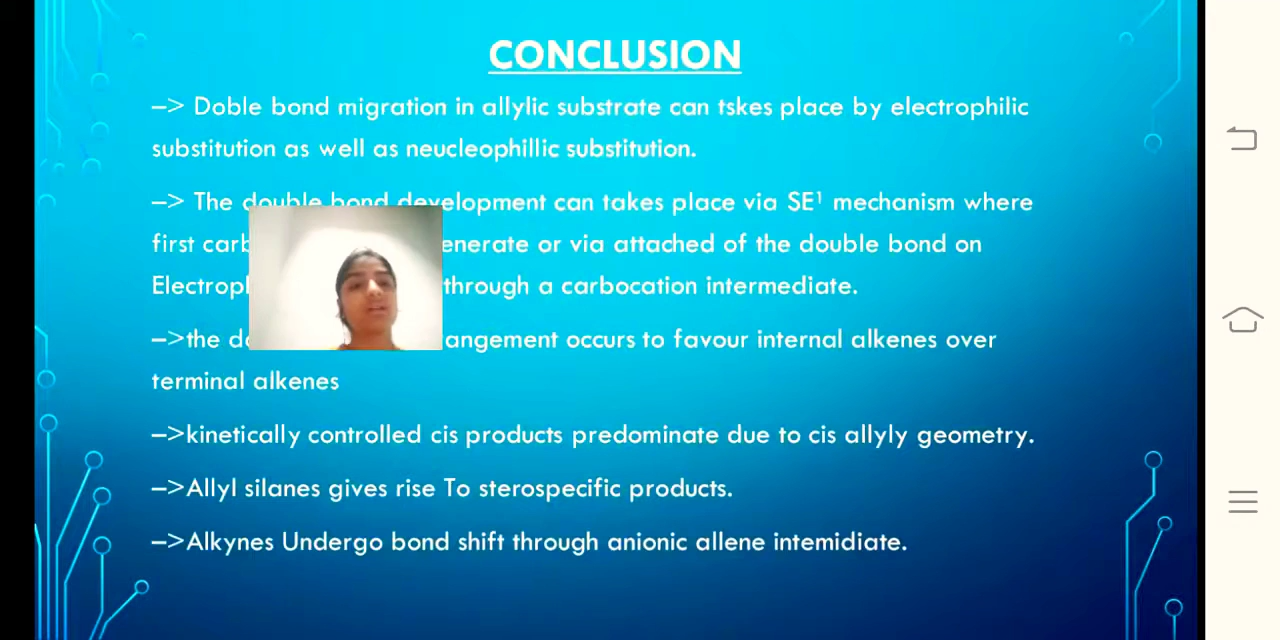 CONCLUSION
—> Doble bond migration in allylic substrate can tskes place by electrophilic
substitution as well as neucleophillic substitution.
—> The double bond development can takes place via SE¹ mechanism where
first carb enerate or via attached of the double bond on
Electroph through a carbocation intermediate.
—>the do angement occurs to favour internal alkenes over
terminal alkenes
—>kinetically controlled cis products predominate due to cis allyly geometry.
—>Allyl silanes gives rise To sterospecific products.
—>Alkynes Undergo bond shift through anionic allene intemidiate.